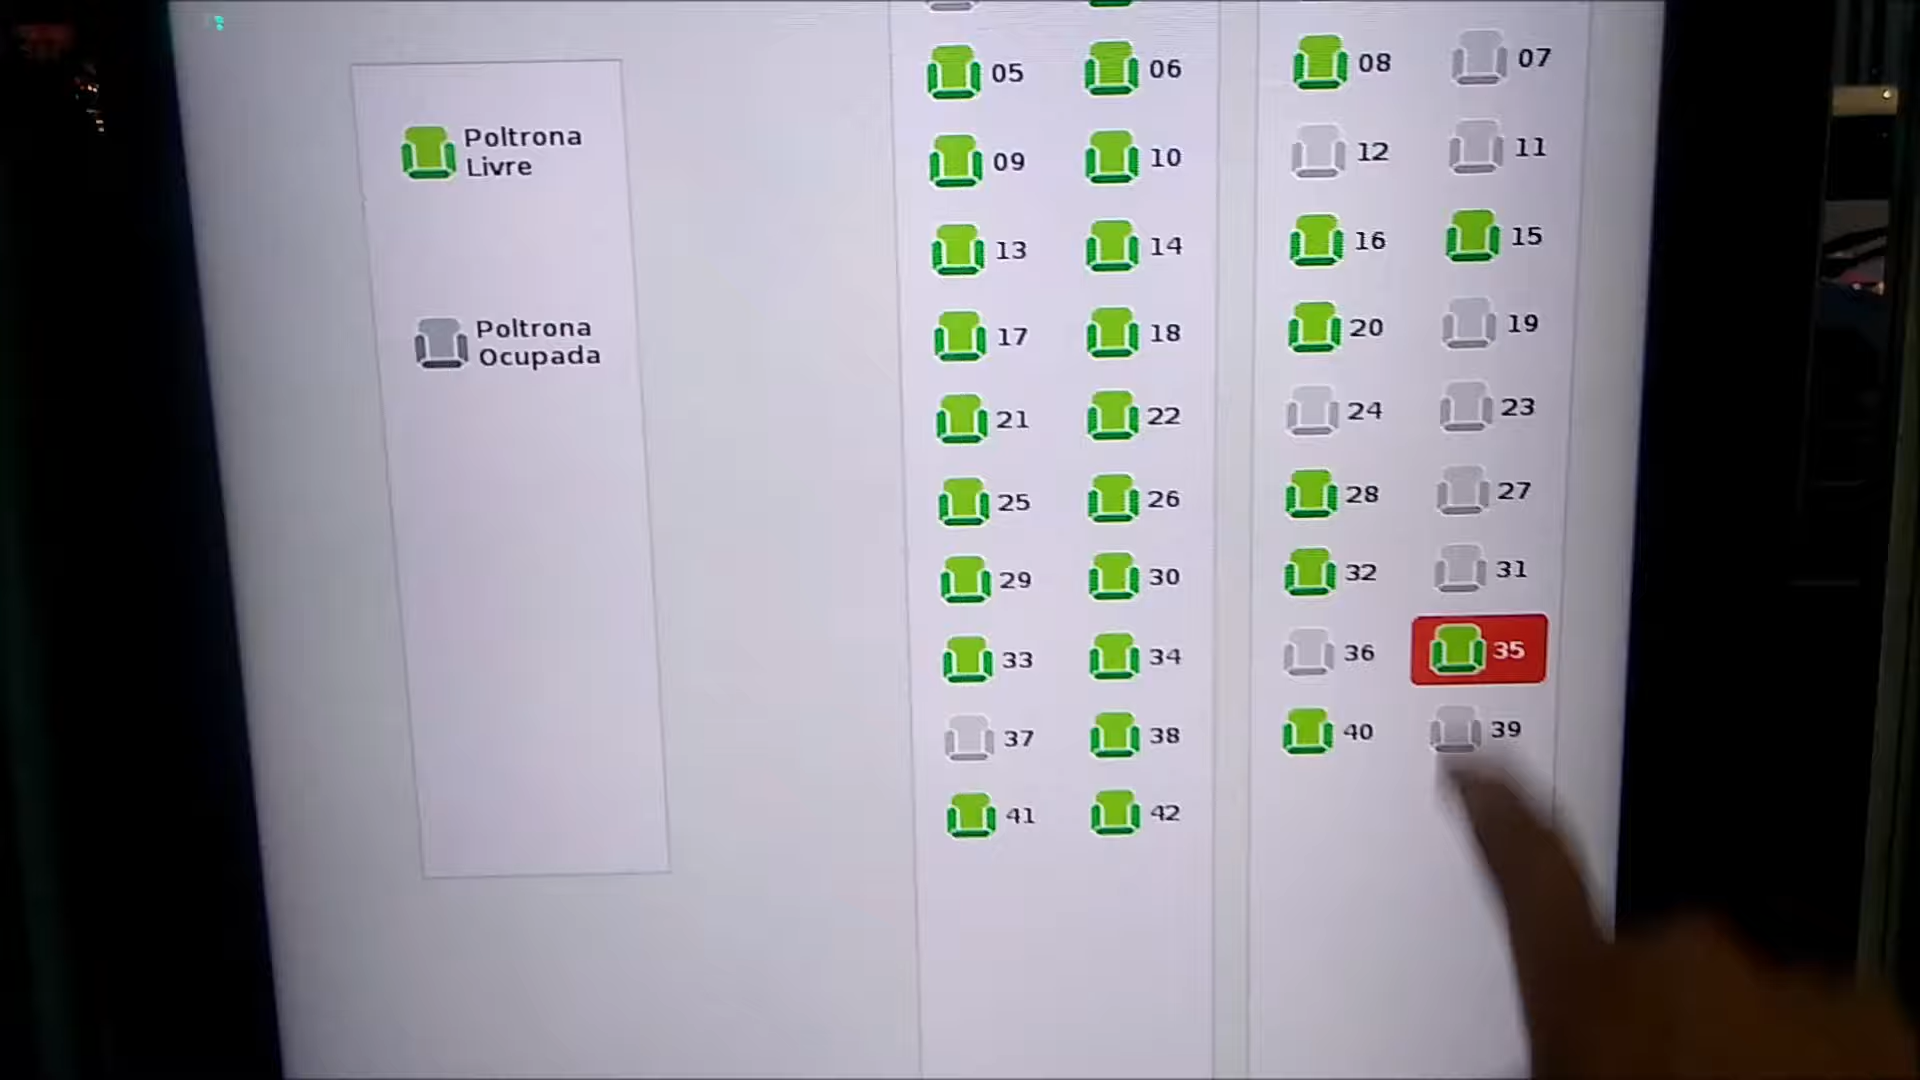 Poltrona
Livre
Poltrona
Ocupada
05 06 08 07
09 10 12 11
13 14 16 15
17 18 20 19
21 22 24 23
25 26 28 27
29 30 32 31
33 34 36 35
37 38 40 39
41 42